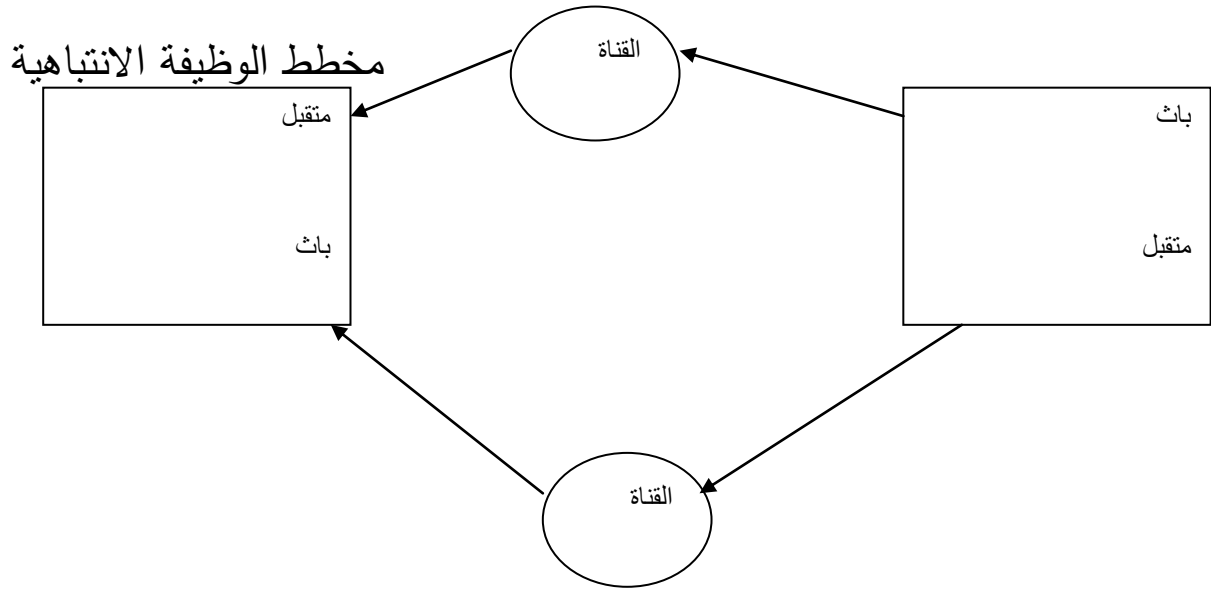 مخطط الوظيفة الانتباهية
القناة
باث
متقبل
متقبل
باث
القناة